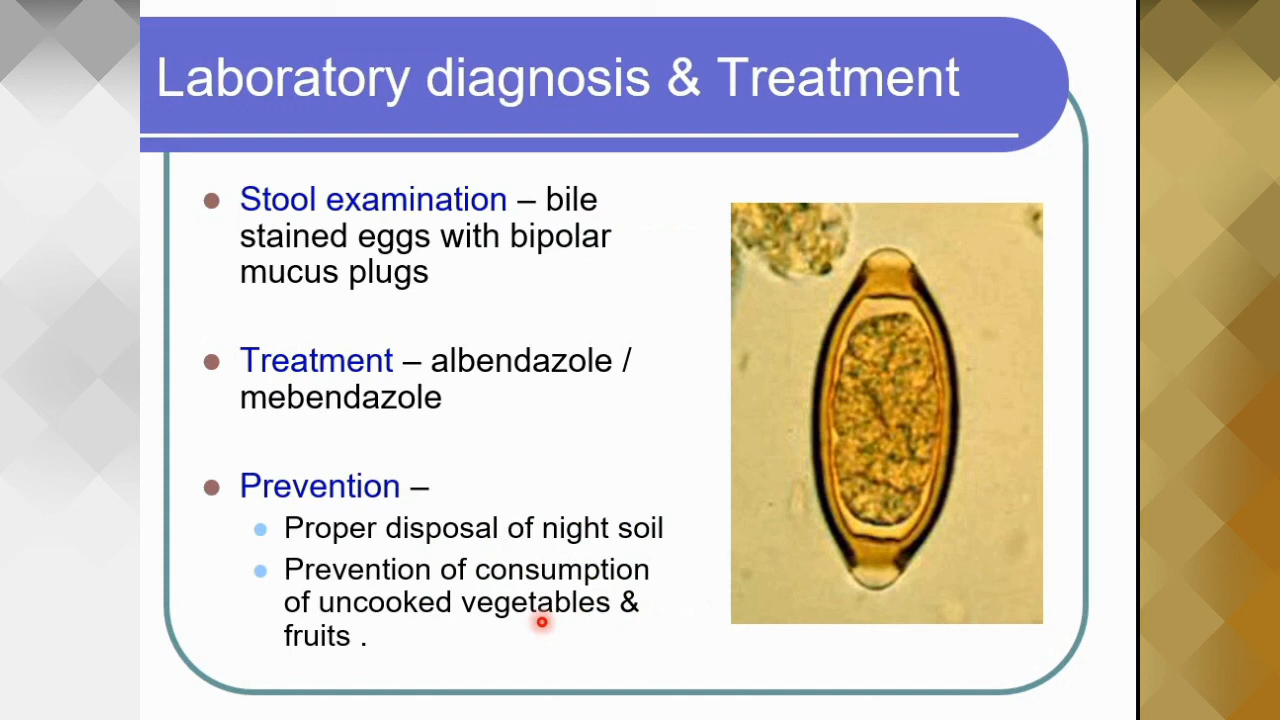 Laboratory diagnosis & Treatment
Stool examination – bile
stained eggs with bipolar
mucus plugs
Treatment – albendazole /
mebendazole
Prevention –
Proper disposal of night soil
Prevention of consumption
of uncooked vegetables &
fruits .